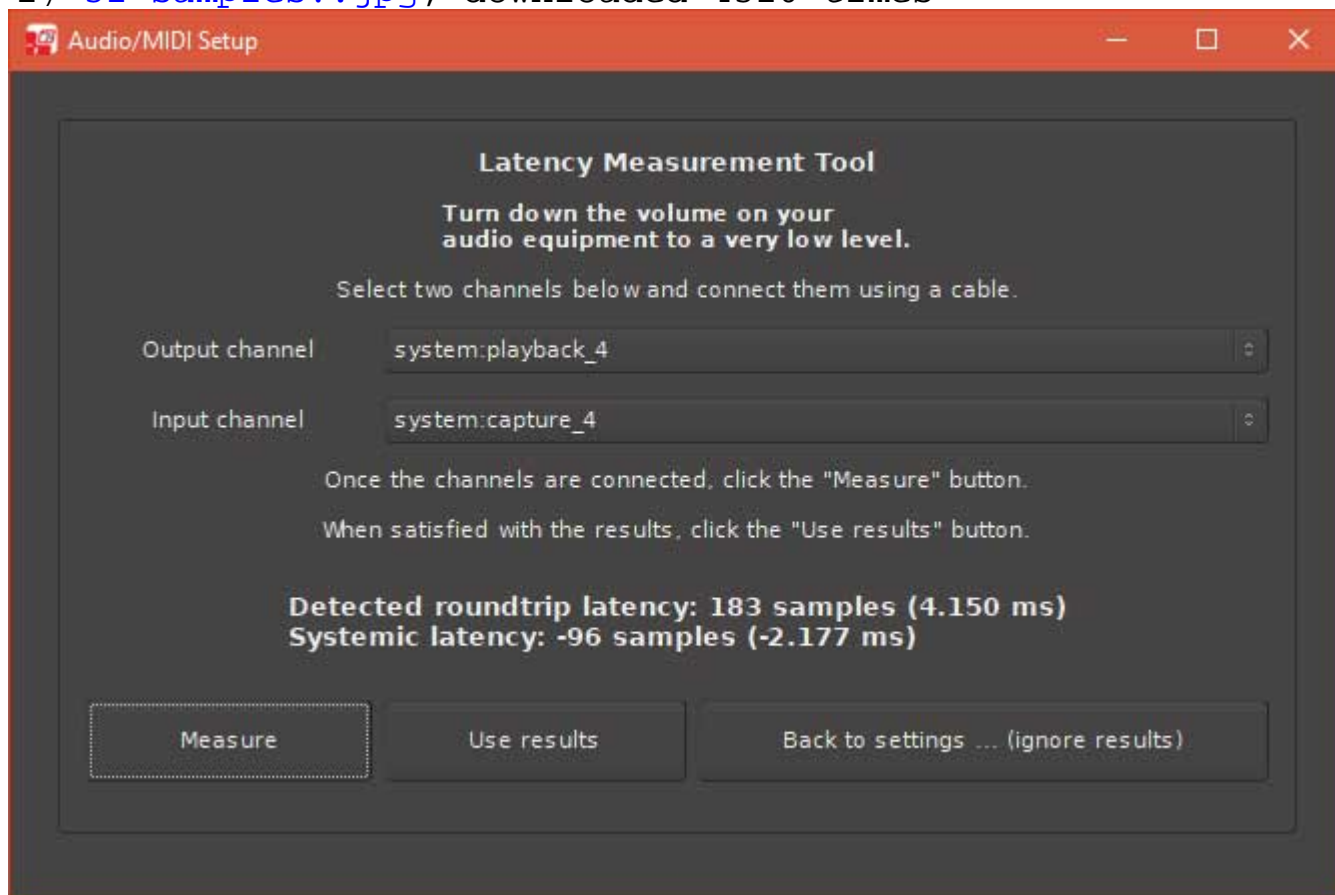 Audio/MIDI Setup
Latency Measurement Tool
Turn down the volume on your
audio equipment to a very low level.
Select two channels below and connect them using a cable.
Output channel system:playback_4
Input channel system:capture_4
Once the channels are connected, click the "Measure" button.
When satisfied with the results, click the "Use results" button.
Detected roundtrip latency: 183 samples (4.150 ms)
Systemic latency: -96 samples (-2.177 ms)
Measure Use results Back to settings ... (ignore results)